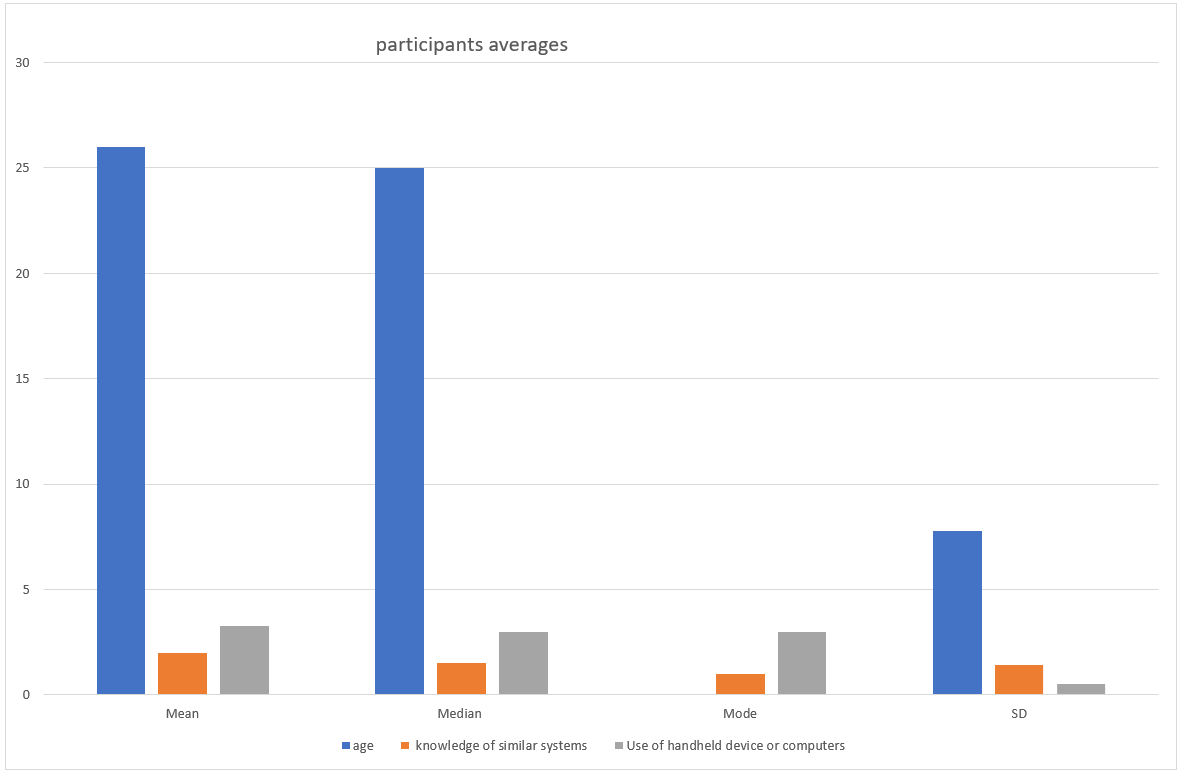 participants averages
30
25
20
15
10
5
0
Mean Median Mode SD
age knowledge of similar systems Use of handheld device or computers